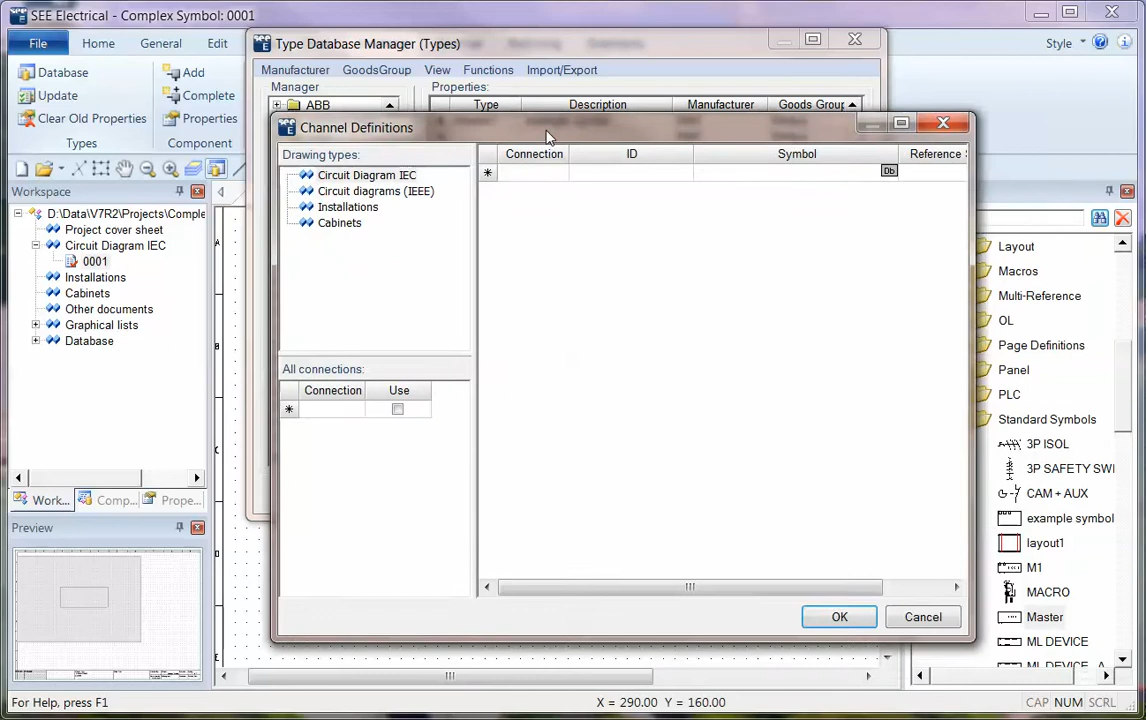 SEE Electrical - Complex Symbol: 0001
File
Home
General
Edit
Style
Database
Add
Update
Complete
Clear Old Properties
Properties
Types
Component
Type Database Manager (Types)
Manufacturer
GoodsGroup
View
Functions
Import/Export
Manager
Properties:
ABB
Type
Description
Manufacturer
Goods Group
Channel Definitions
Drawing types:
Circuit Diagram IEC
Circuit diagrams (IEEE)
Installations
Cabinets
Connection
ID
Symbol
Reference
Db
All connections:
Connection
Use
OK
Cancel
Workspace
D:\Data\V7R2\Projects\Comple
Project cover sheet
Circuit Diagram IEC
0001
Installations
Cabinets
Other documents
Graphical lists
Database
Work...
Comp...
Prope...
Preview
Layout
Macros
Multi-Reference
OL
Page Definitions
Panel
PLC
Standard Symbols
3P ISOL
3P SAFETY SWI
CAM + AUX
example symbol
layout1
M1
MACRO
Master
ML DEVICE
ML DEVICE_A
For Help, press F1
X = 290.00 Y = 160.00
CAP NUM SCRL